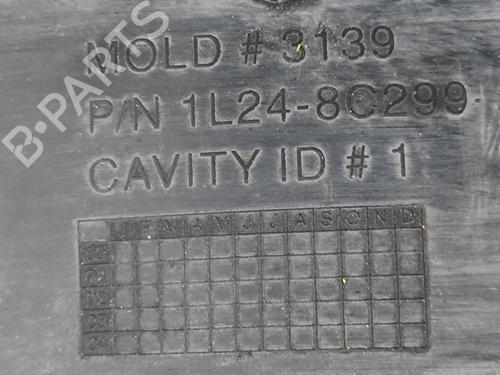 MOLD # 3139
P/N 1L24-8C299
CAVITY ID # 1
J F M A M J J A S O N D
B-PARTS